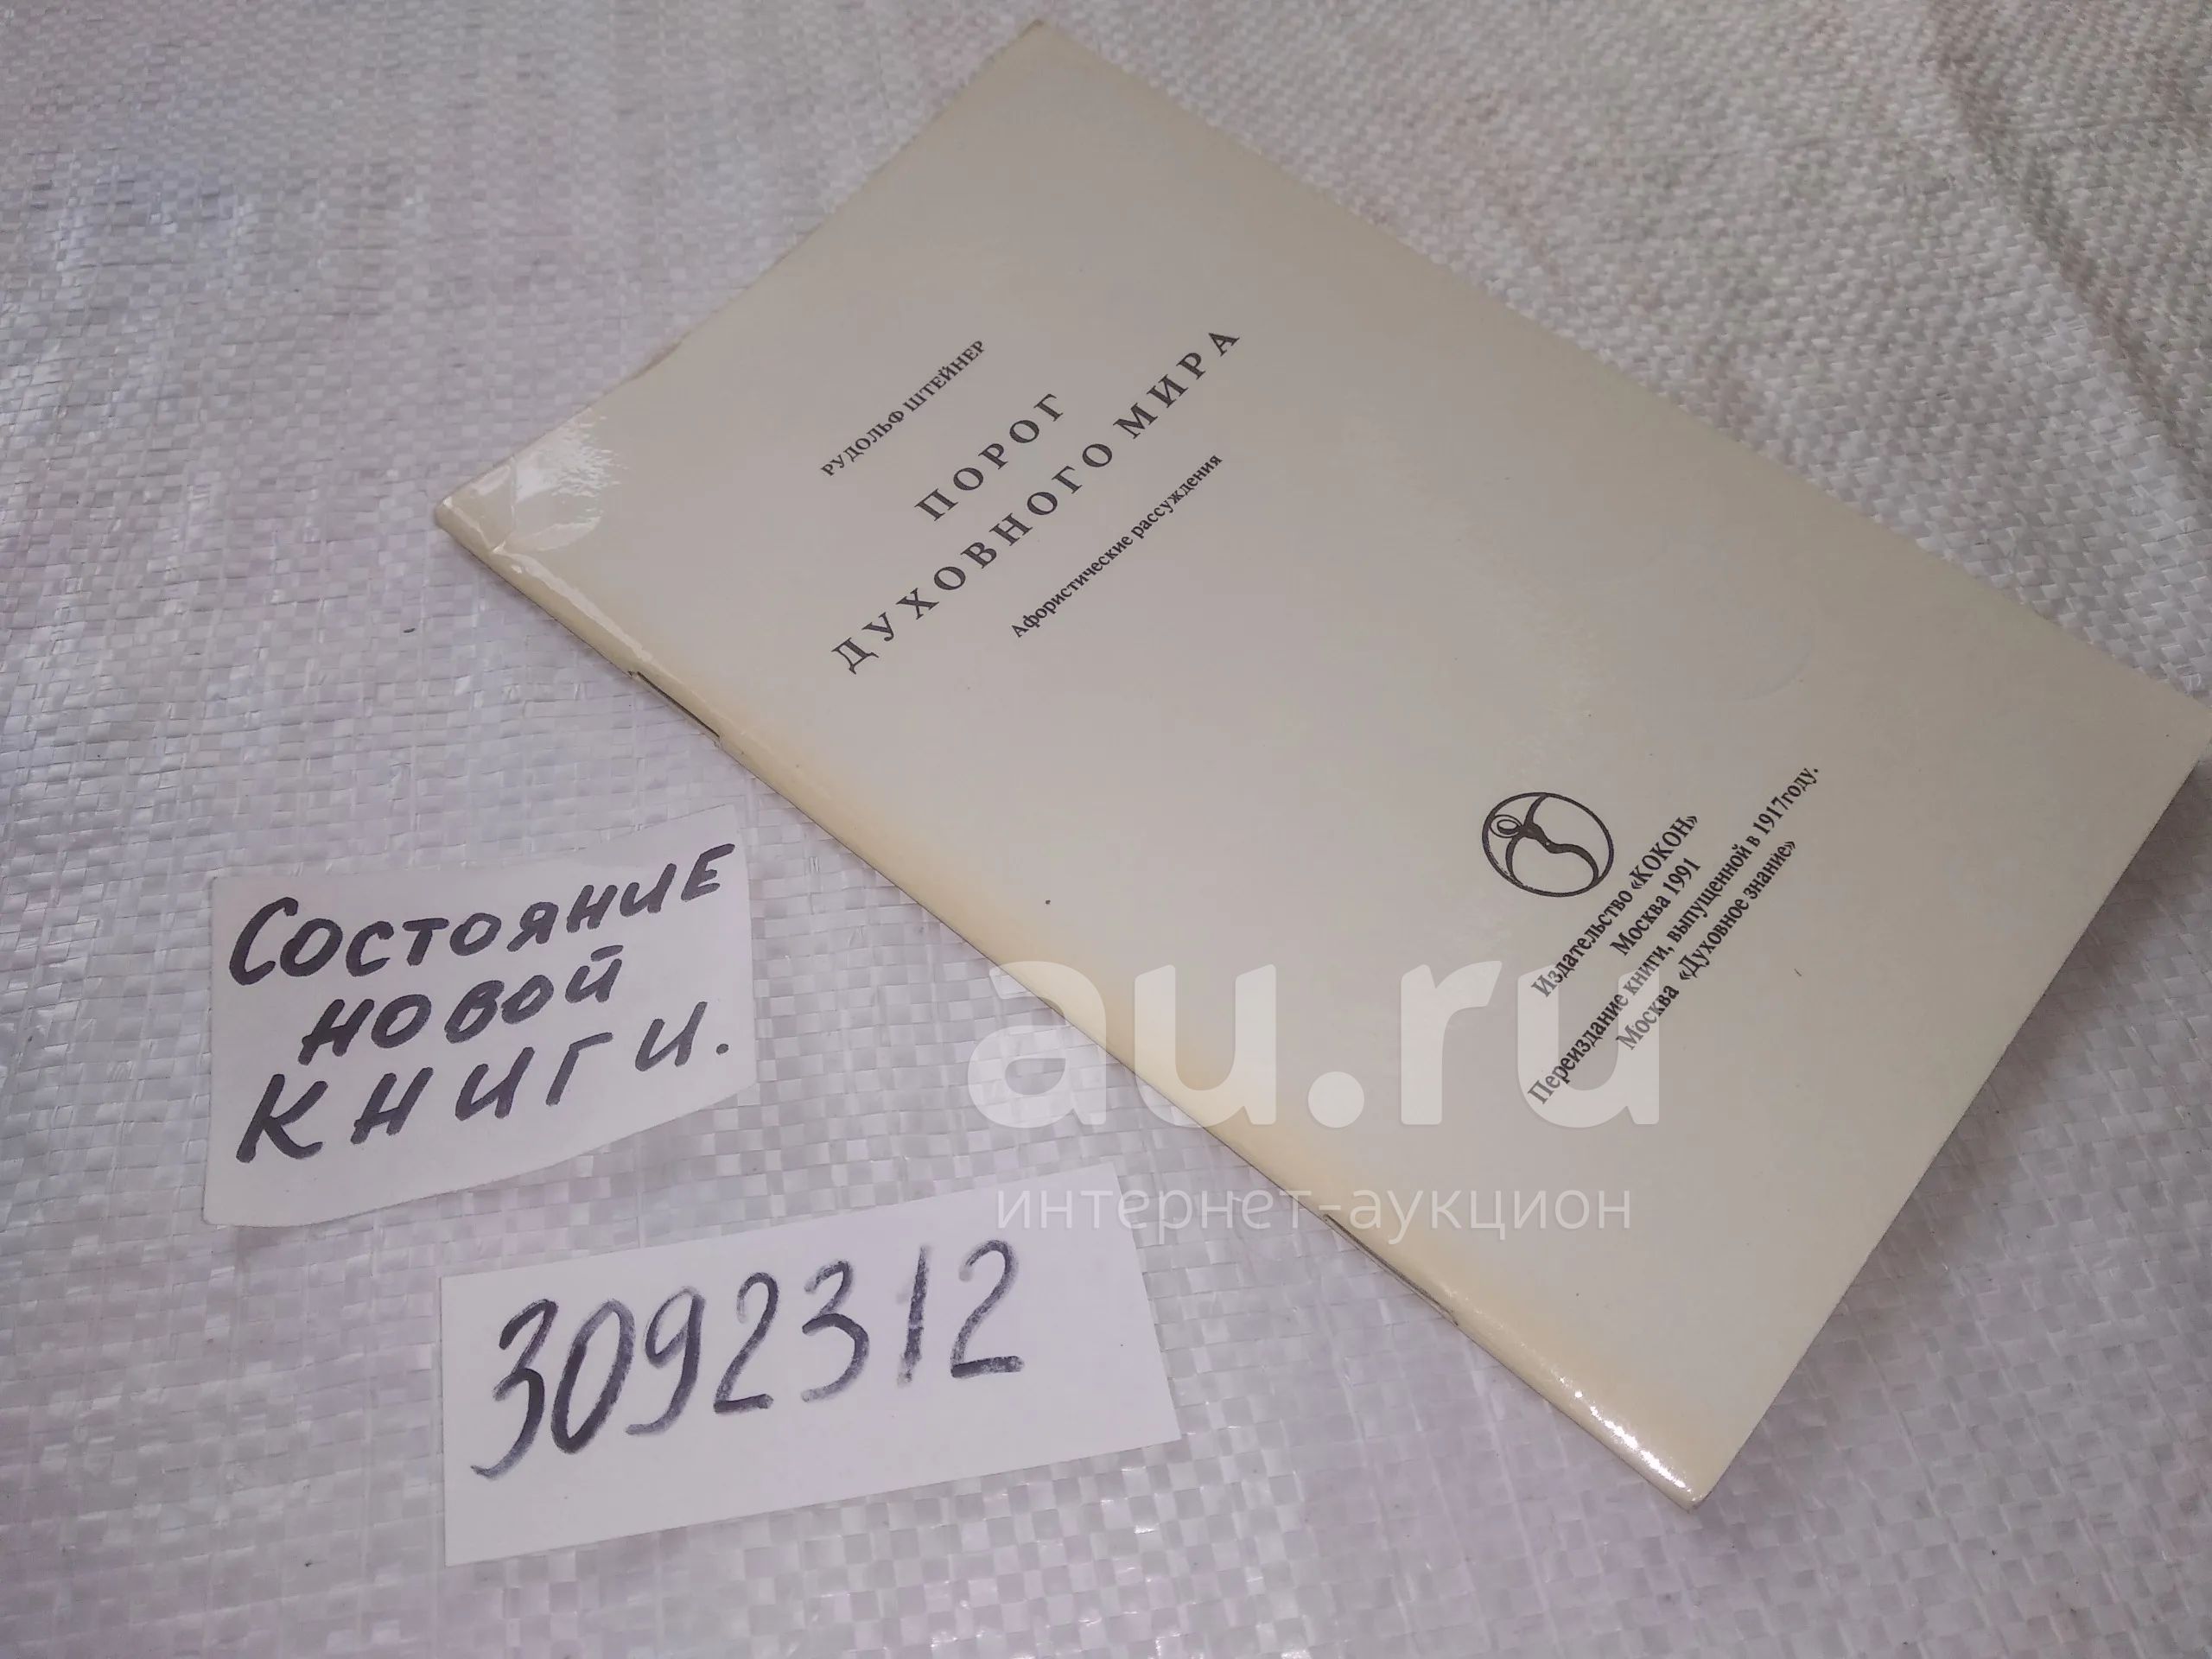 РУДОЛЬФ ШТЕЙНЕР
ПОРОГ
ДУХОВНОГО МИРА
Афористические рассуждения
Издательство «КОКОН»
Москва 1991
Переиздание книги, выпущенной в 1917году.
Москва «Духовное знание»
СОСТОЯНИЕ
НОВОЙ
КНИГИ.
3092312
au.ru
интернет-аукцион